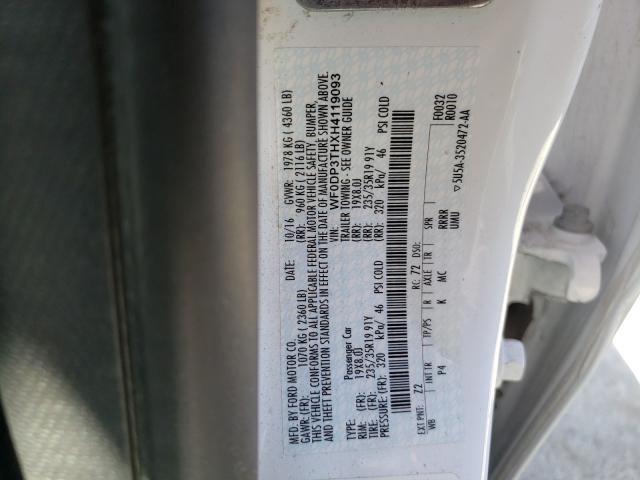 MFD. BY FORD MOTOR CO.
DATE: 10/16 GVWR: 1978 KG ( 4360 LB)
GAWR:(FR): 1070 KG ( 2360 LB) (RR): 960 KG ( 2116 LB)
THIS VEHICLE CONFORMS TO ALL APPLICABLE FEDERAL MOTOR VEHICLE SAFETY, BUMPER,
AND THEFT PREVENTION STANDARDS IN EFFECT ON THE DATE OF MANUFACTURE SHOWN ABOVE.
VIN: WF0DP3THXH4119093
TYPE: Passenger Car TRAILER TOWING - SEE OWNER GUIDE
RIM: (FR): 19X8.0J (RR): 19X8.0J
TIRE: (FR): 235/35R19 91Y (RR): 235/35R19 91Y
PRESSURE:(FR): 320 kPa/ 46 PSI COLD (RR): 320 kPa/ 46 PSI COLD
EXT PNT: Z2 RC: 72 DSO: F0032
WB INT TR TP/PS R AXLE TR SPR R0010
P4 K MC RRRR
UMU
5U5A-3520472-AA